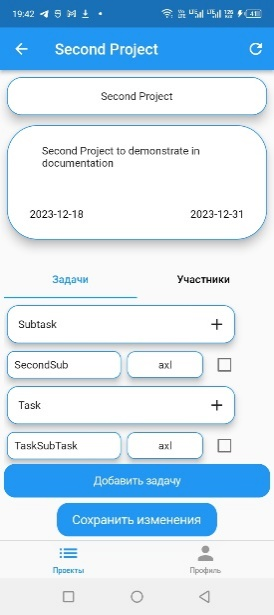 19:42
Second Project
Second Project
Second Project to demonstrate in
documentation
2023-12-18
2023-12-31
Задачи
Участники
Subtask
SecondSub
axl
Task
TaskSubTask
axl
Добавить задачу
Сохранить изменения
Проекты
Профиль